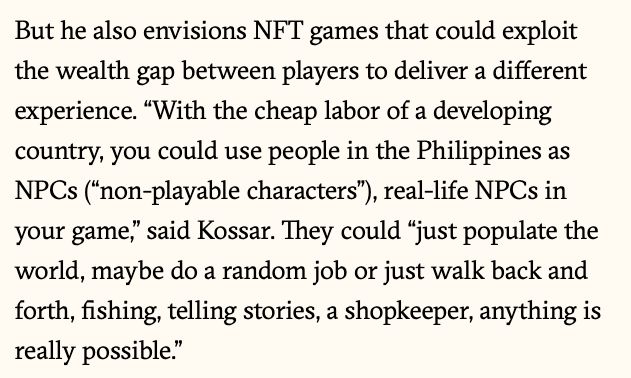 But he also envisions NFT games that could exploit
the wealth gap between players to deliver a different
experience. “With the cheap labor of a developing
country, you could use people in the Philippines as
NPCs (“non-playable characters”), real-life NPCs in
your game,” said Kossar. They could “just populate the
world, maybe do a random job or just walk back and
forth, fishing, telling stories, a shopkeeper, anything is
really possible.”